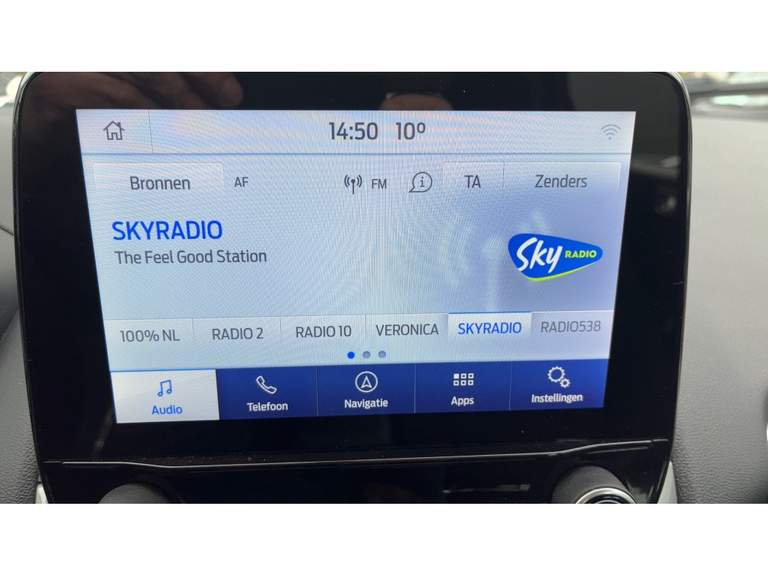 14:50 10º
Bronnen AF FM TA Zenders
SKYRADIO
The Feel Good Station
Sky RADIO
100% NL RADIO 2 RADIO 10 VERONICA SKYRADIO RADIO538
Audio Telefoon Navigatie Apps Instellingen